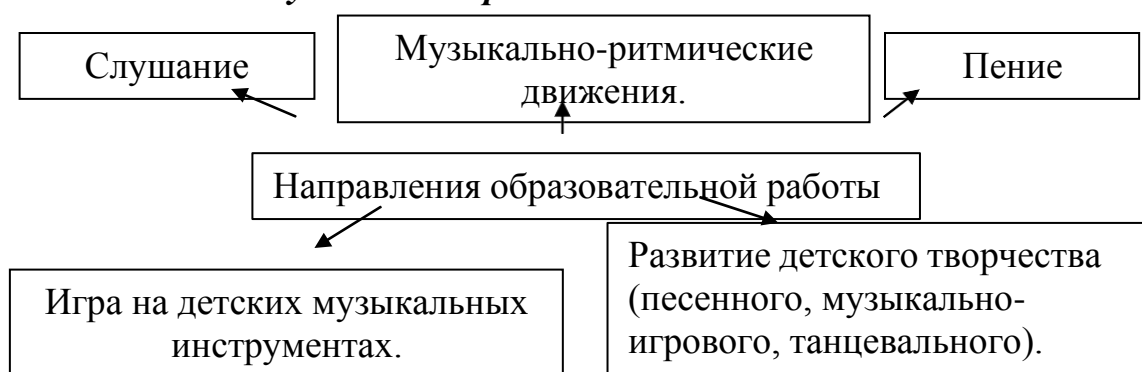 Слушание
Музыкально-ритмические
движения.
Пение
Направления образовательной работы
Игра на детских музыкальных
инструментах.
Развитие детского творчества
(песенного, музыкально-
игрового, танцевального).